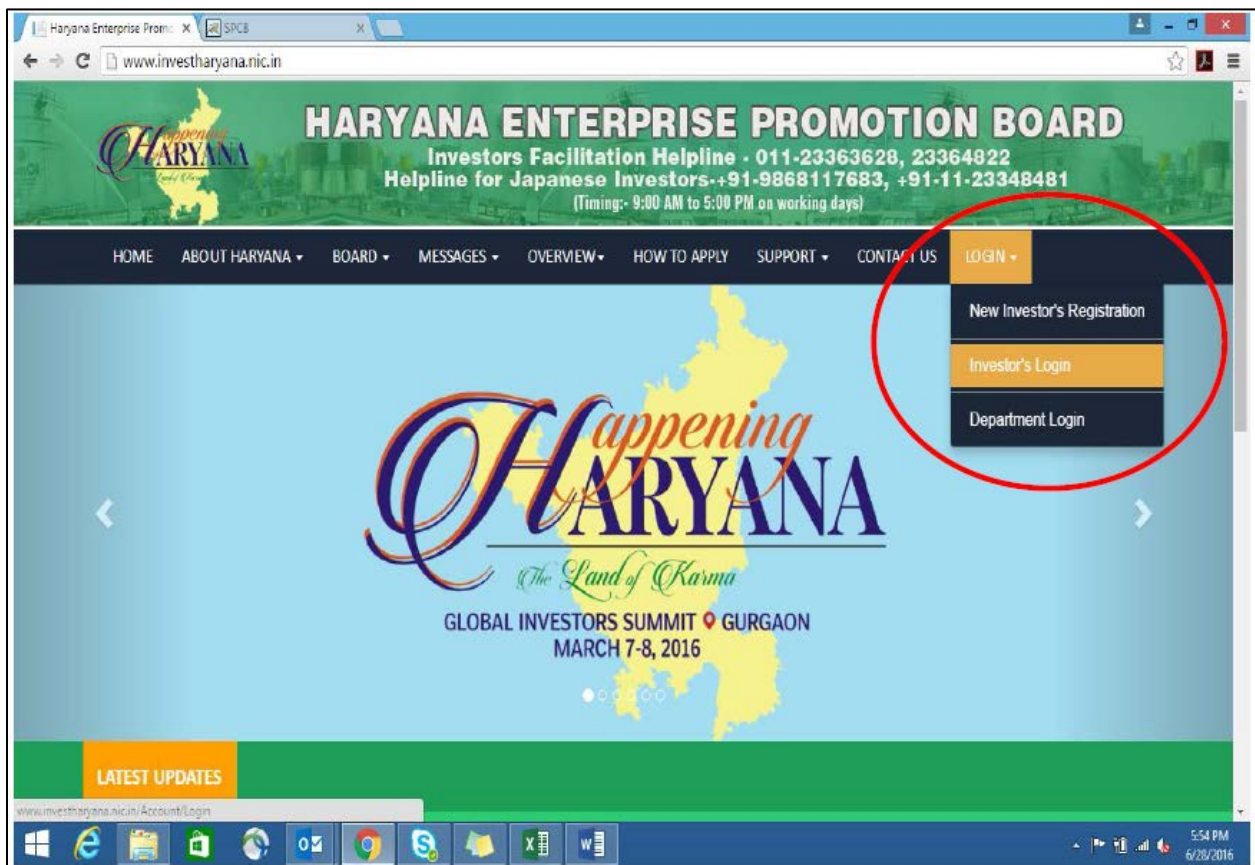 Haryana Enterprise Promo
SPCB
www.investharyana.nic.in
Happening
HARYANA
HARYANA ENTERPRISE PROMOTION BOARD
Investors Facilitation Helpline - 011-23363628, 23364822
Helpline for Japanese Investors-+91-9868117683, +91-11-23348481
(Timing:- 9:00 AM to 5:00 PM on working days)
HOME ABOUT HARYANA BOARD MESSAGES OVERVIEW HOW TO APPLY SUPPORT CONTACT US LOGIN
New Investor's Registration
Investor's Login
Department Login
Happening
HARYANA
The Land of Karma
GLOBAL INVESTORS SUMMIT GURGAON
MARCH 7-8, 2016
LATEST UPDATES
www.investharyana.nic.in/Account/Login
5:54 PM
6/28/2016